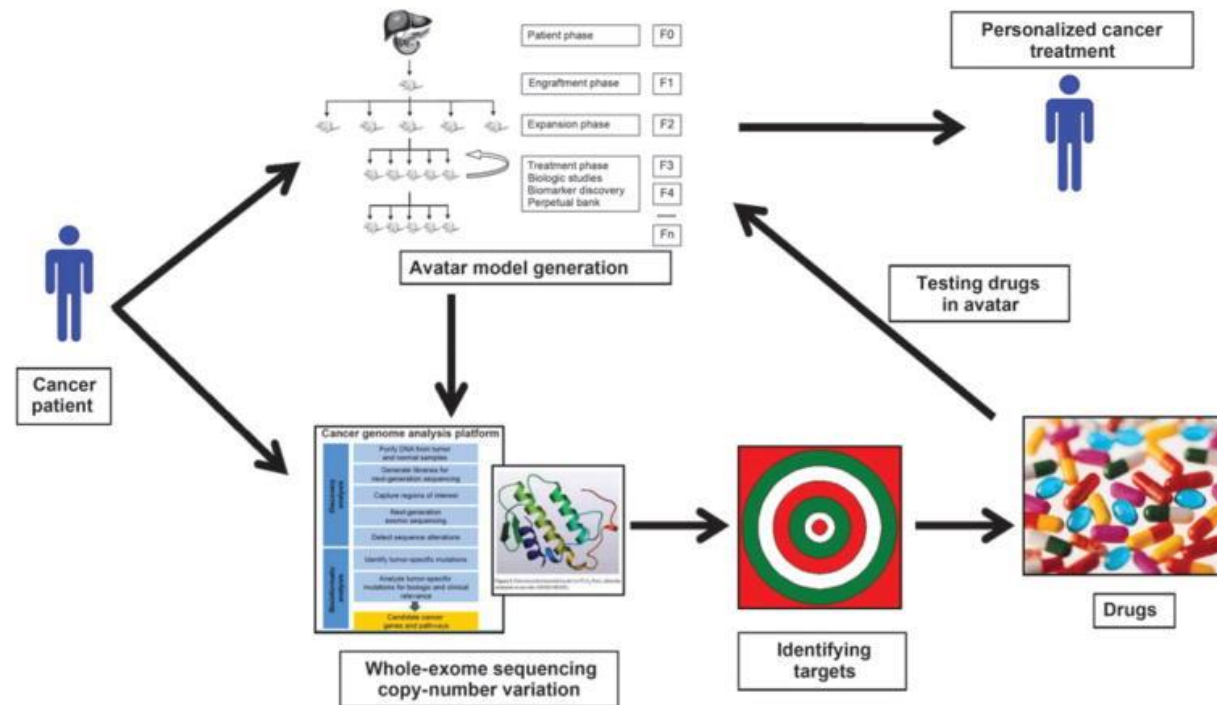 Patient phase
F0
Engraftment phase
F1
Expansion phase
F2
Treatment phase
Biologic studies
Biomarker discovery
Perpetual bank
F3
F4
Fn
Avatar model generation
Personalized cancer
treatment
Testing drugs
in avatar
Cancer
patient
Cancer genome analysis platform
Discovery
analysis
Purify DNA from tumor
and normal samples
Generate libraries for
next-generation sequencing
Capture regions of interest
Next-generation
exomic sequencing
Detect sequence alterations
Bioinformatic
analysis
Identify tumor-specific mutations
Analyze tumor-specific
mutations for biologic and clinical
relevance
Candidate cancer
genes and pathways
Whole-exome sequencing
copy-number variation
Identifying
targets
Drugs